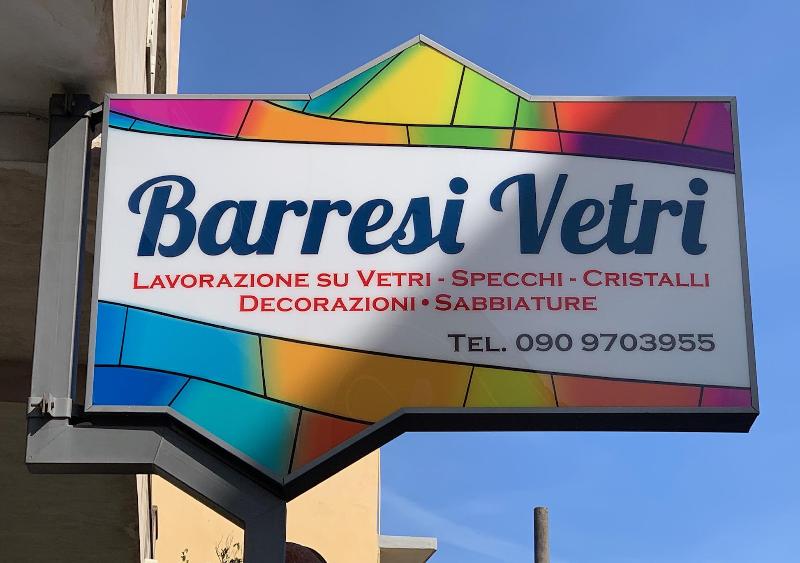 Barresi Vetri
Lavorazione su Vetri - Specchi - Cristalli
Decorazioni • Sabbiature
Tel. 090 9703955